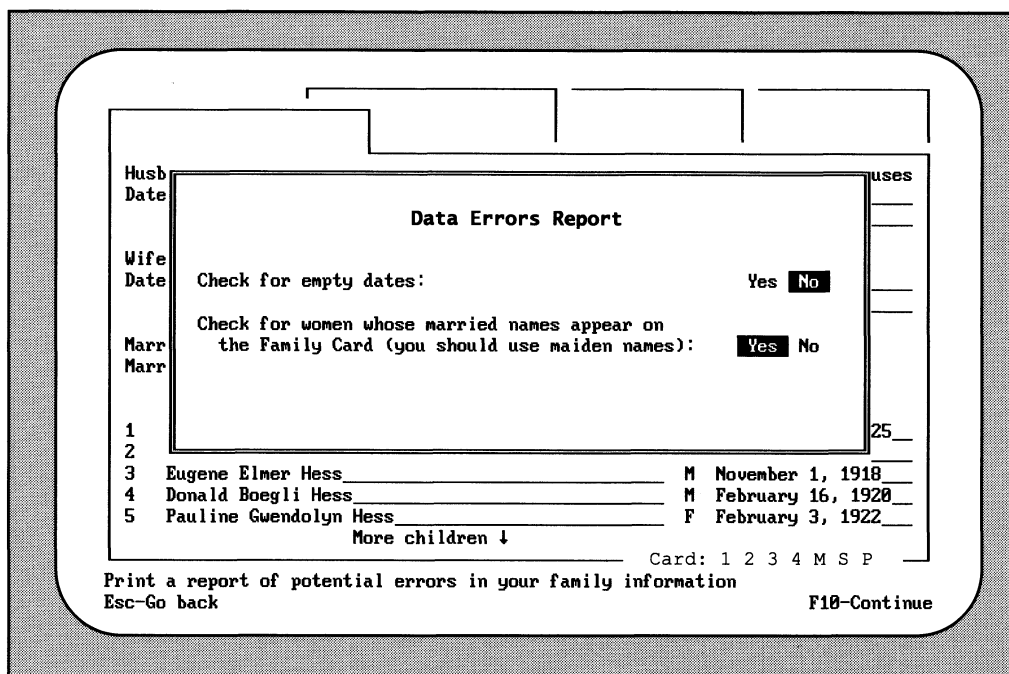 Husb
uses
Date
Data Errors Report
Wife
Date
Check for empty dates: Yes No
Check for women whose married names appear on
Marr
the Family Card (you should use maiden names): Yes No
Marr
1
25
2
3 Eugene Elmer Hess M November 1, 1918
4 Donald Boegli Hess M February 16, 1920
5 Pauline Gwendolyn Hess F February 3, 1922
More children ↓
Card: 1 2 3 4 M S P
Print a report of potential errors in your family information
Esc-Go back F10-Continue